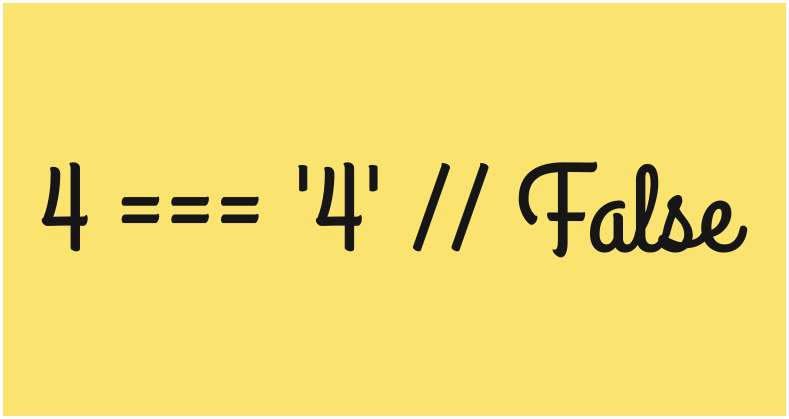 4 === '4' // False